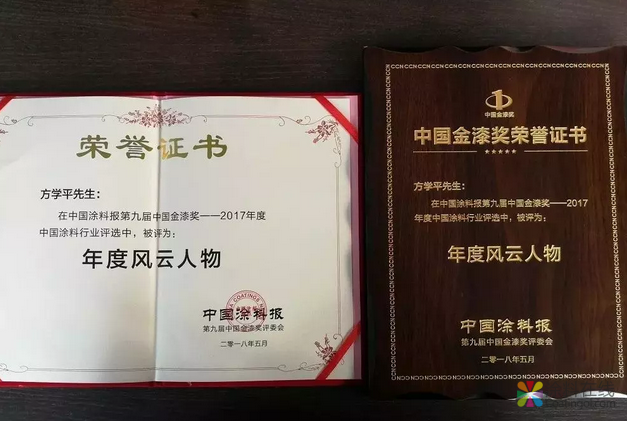 荣誉证书
方学平先生:
在中国涂料报第九届中国金漆奖——2017年度
中国涂料行业评选中，被评为:
年度风云人物
中国涂料报
第九届中国金漆奖评委会
二零一八年五月
中国金漆奖
中国金漆奖荣誉证书
方学平先生:
在中国涂料报第九届中国金漆奖——2017
年度中国涂料行业评选中，被评为:
年度风云人物
中国涂料报
第九届中国金漆奖评委会
二零一八年五月